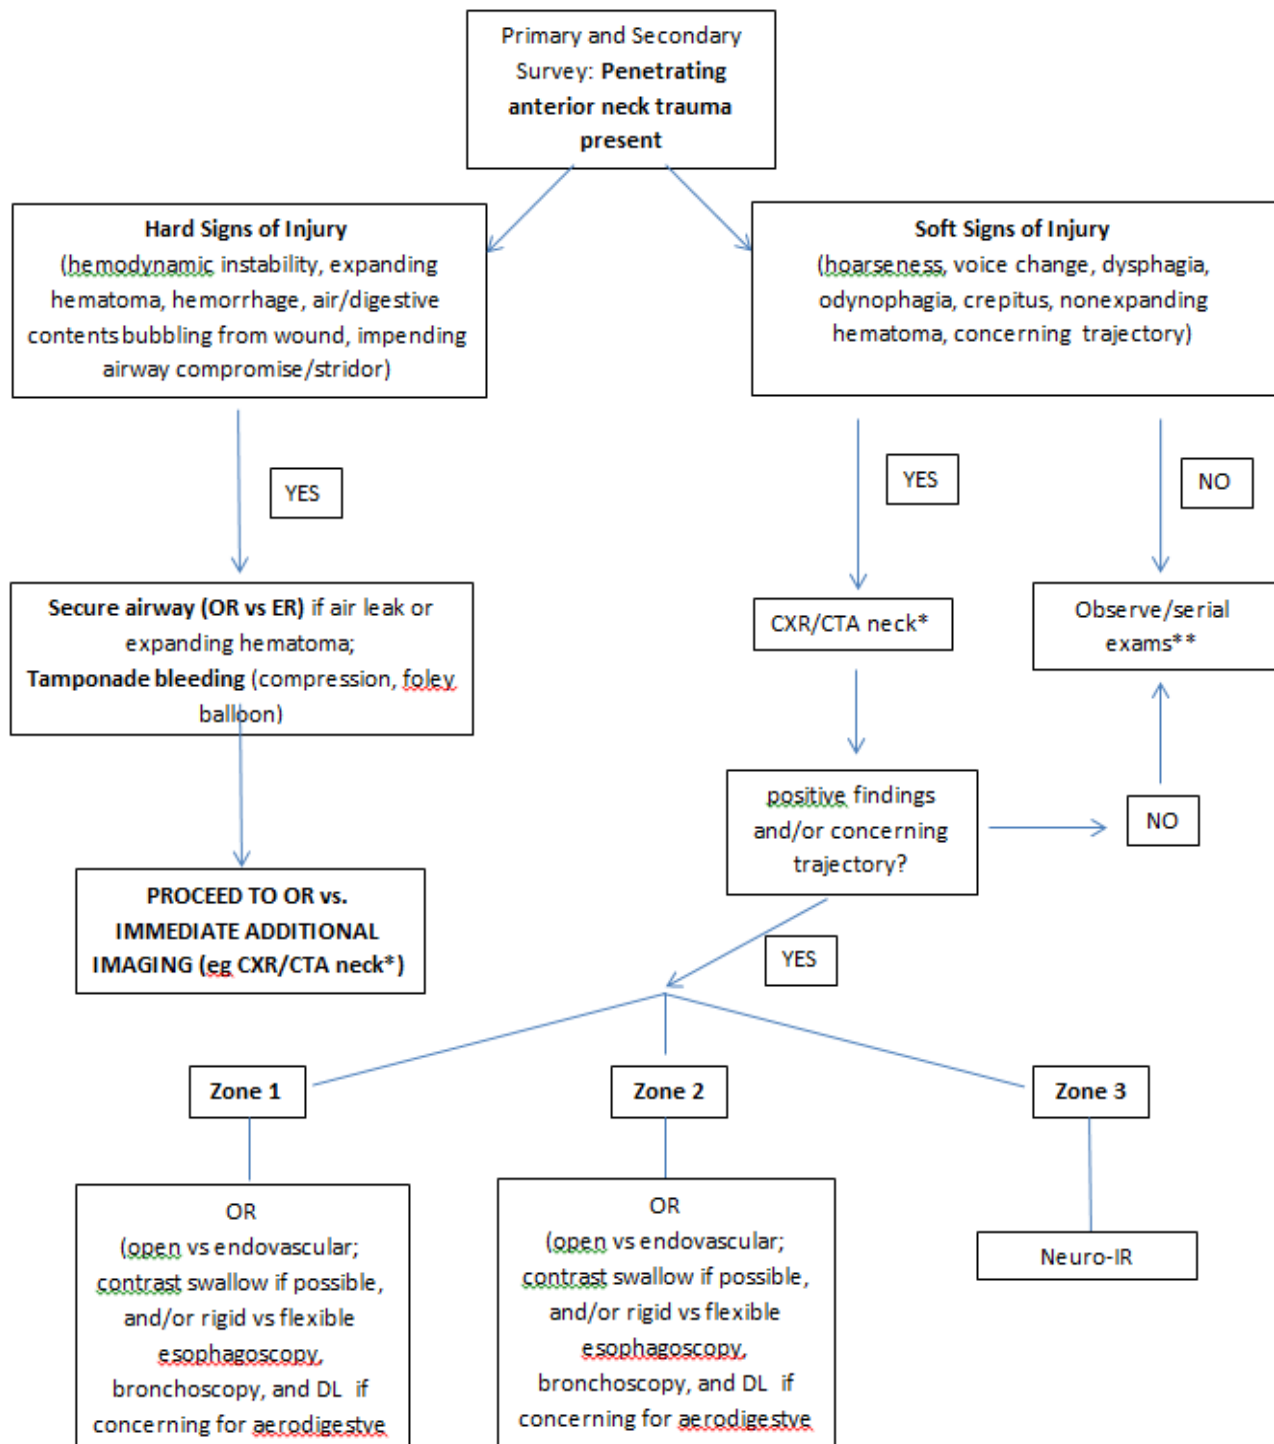 Primary and Secondary
Survey: Penetrating
anterior neck trauma
present
Hard Signs of Injury
(hemodynamic instability, expanding
hematoma, hemorrhage, air/digestive
contents bubbling from wound, impending
airway compromise/stridor)
Soft Signs of Injury
(hoarseness, voice change, dysphagia,
odynophagia, crepitus, nonexpanding
hematoma, concerning trajectory)
YES
YES
NO
Secure airway (OR vs ER) if air leak or
expanding hematoma;
Tamponade bleeding (compression, foley
balloon)
CXR/CTA neck*
Observe/serial
exams**
positive findings
and/or concerning
trajectory?
NO
PROCEED TO OR vs.
IMMEDIATE ADDITIONAL
IMAGING (eg CXR/CTA neck*)
YES
Zone 1
Zone 2
Zone 3
OR
(open vs endovascular;
contrast swallow if possible,
and/or rigid vs flexible
esophagoscopy,
bronchoscopy, and DL if
concerning for aerodigestve
OR
(open vs endovascular;
contrast swallow if possible,
and/or rigid vs flexible
esophagoscopy,
bronchoscopy, and DL if
concerning for aerodigestve
Neuro-IR